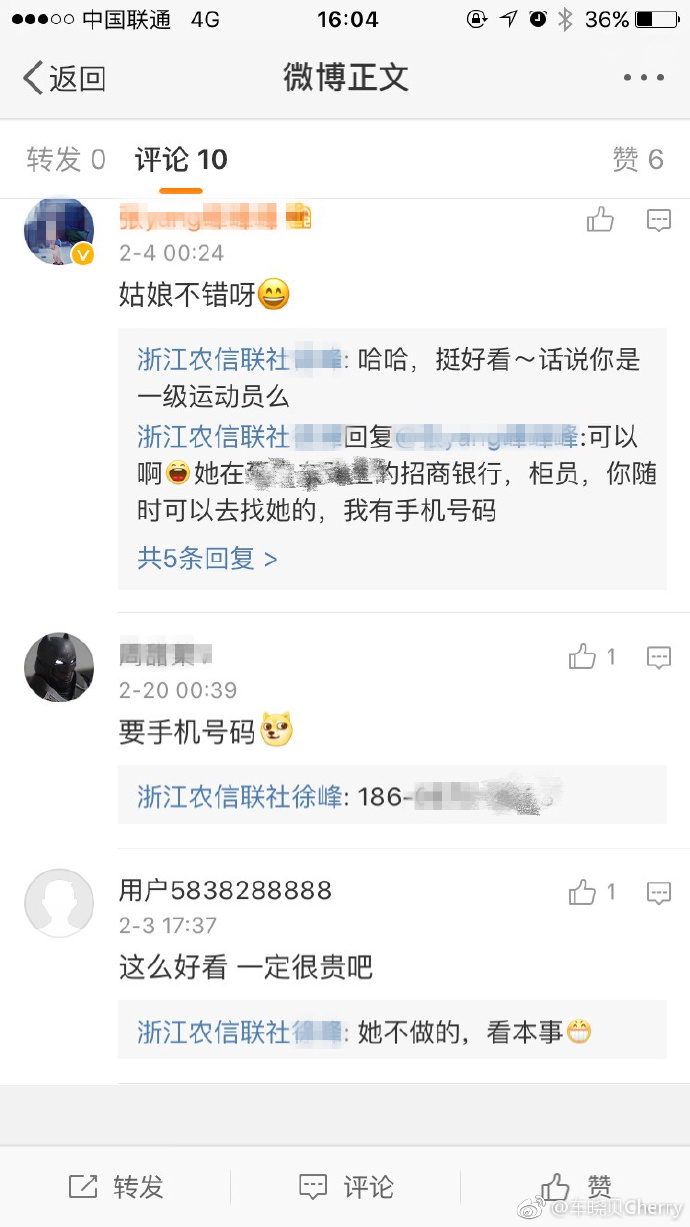 中国联通 4G 16:04 36%
返回 微博正文
转发 0 评论 10 赞 6
2-4 00:24
姑娘不错呀
浙江农信联社: 哈哈，挺好看～话说你是
一级运动员么
浙江农信联社回复:可以
啊她在的招商银行，柜员，你随
时可以去找她的，我有手机号码
共5条回复 >
1
2-20 00:39
要手机号码
浙江农信联社徐峰: 186-
用户5838288888 1
2-3 17:37
这么好看 一定很贵吧
浙江农信联社: 她不做的，看本事
转发 评论 赞
@车晓贝Cherry